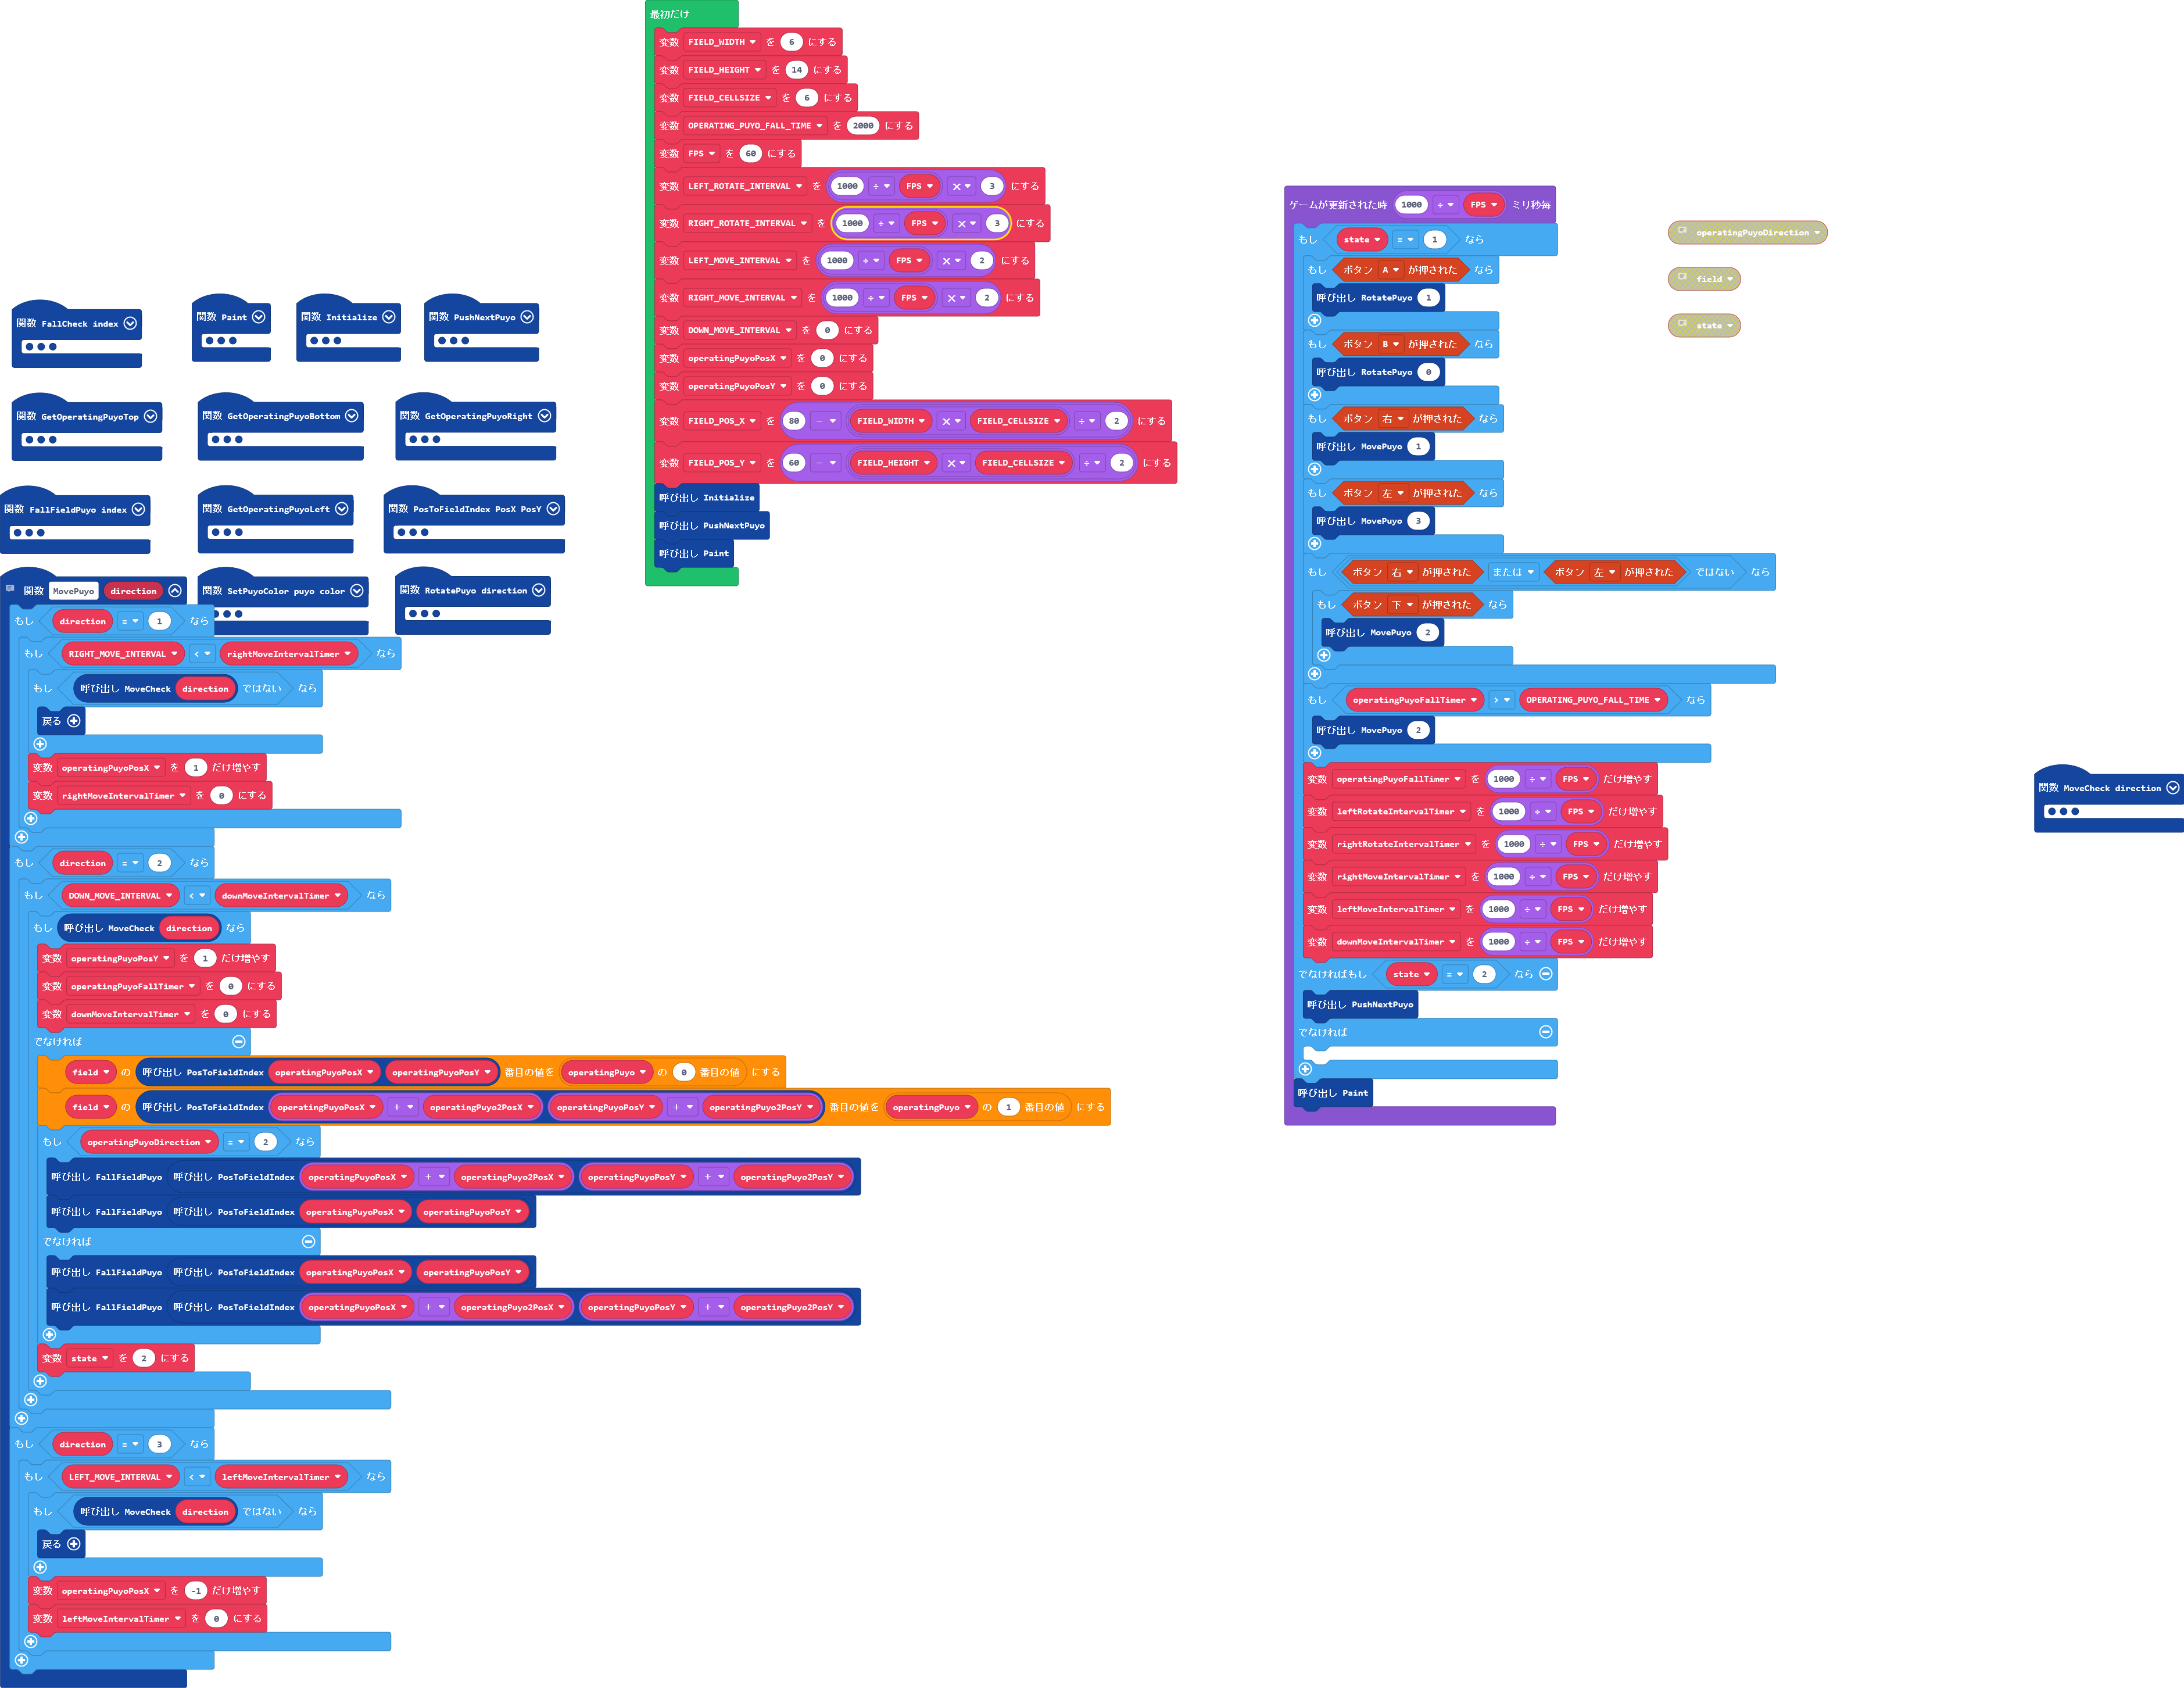 関数 FallCheck index
関数 Paint
関数 Initialize
関数 PushNextPuyo
関数 GetOperatingPuyoTop
関数 GetOperatingPuyoBottom
関数 GetOperatingPuyoRight
関数 FallFieldPuyo index
関数 GetOperatingPuyoLeft
関数 PosToFieldIndex PosX PosY
関数 SetPuyoColor puyo color
関数 RotatePuyo direction
関数 MovePuyo direction
もし direction = 1 なら
もし RIGHT_MOVE_INTERVAL < rightMoveIntervalTimer なら
もし 呼び出し MoveCheck direction ではない なら
戻る
変数 operatingPuyoPosX を 1 だけ増やす
変数 rightMoveIntervalTimer を 0 にする
もし direction = 2 なら
もし DOWN_MOVE_INTERVAL < downMoveIntervalTimer なら
もし 呼び出し MoveCheck direction なら
変数 operatingPuyoPosY を 1 だけ増やす
変数 operatingPuyoFallTimer を 0 にする
変数 downMoveIntervalTimer を 0 にする
でなければ
field の 呼び出し PosToFieldIndex operatingPuyoPosX operatingPuyoPosY 番目の値を operatingPuyo の 0 番目の値 にする
field の 呼び出し PosToFieldIndex operatingPuyoPosX + operatingPuyo2PosX operatingPuyoPosY + operatingPuyo2PosY 番目の値を operatingPuyo の 1 番目の値 にする
もし operatingPuyoDirection = 2 なら
呼び出し FallFieldPuyo 呼び出し PosToFieldIndex operatingPuyoPosX + operatingPuyo2PosX operatingPuyoPosY + operatingPuyo2PosY
呼び出し FallFieldPuyo 呼び出し PosToFieldIndex operatingPuyoPosX operatingPuyoPosY
でなければ
呼び出し FallFieldPuyo 呼び出し PosToFieldIndex operatingPuyoPosX operatingPuyoPosY
呼び出し FallFieldPuyo 呼び出し PosToFieldIndex operatingPuyoPosX + operatingPuyo2PosX operatingPuyoPosY + operatingPuyo2PosY
変数 state を 2 にする
もし direction = 3 なら
もし LEFT_MOVE_INTERVAL < leftMoveIntervalTimer なら
もし 呼び出し MoveCheck direction ではない なら
戻る
変数 operatingPuyoPosX を -1 だけ増やす
変数 leftMoveIntervalTimer を 0 にする
最初だけ
変数 FIELD_WIDTH を 6 にする
変数 FIELD_HEIGHT を 14 にする
変数 FIELD_CELLSIZE を 6 にする
変数 OPERATING_PUYO_FALL_TIME を 2000 にする
変数 FPS を 60 にする
変数 LEFT_ROTATE_INTERVAL を 1000 ÷ FPS × 3 にする
変数 RIGHT_ROTATE_INTERVAL を 1000 ÷ FPS × 3 にする
変数 LEFT_MOVE_INTERVAL を 1000 ÷ FPS × 2 にする
変数 RIGHT_MOVE_INTERVAL を 1000 ÷ FPS × 2 にする
変数 DOWN_MOVE_INTERVAL を 0 にする
変数 operatingPuyoPosX を 0 にする
変数 operatingPuyoPosY を 0 にする
変数 FIELD_POS_X を 80 - FIELD_WIDTH × FIELD_CELLSIZE ÷ 2 にする
変数 FIELD_POS_Y を 60 - FIELD_HEIGHT × FIELD_CELLSIZE ÷ 2 にする
呼び出し Initialize
呼び出し PushNextPuyo
呼び出し Paint
ゲームが更新された時 1000 ÷ FPS ミリ秒毎
もし state = 1 なら
もし ボタン A が押された なら
呼び出し RotatePuyo 1
もし ボタン B が押された なら
呼び出し RotatePuyo 0
もし ボタン 右 が押された なら
呼び出し MovePuyo 1
もし ボタン 左 が押された なら
呼び出し MovePuyo 3
もし ボタン 右 が押された または ボタン 左 が押された ではない なら
もし ボタン 下 が押された なら
呼び出し MovePuyo 2
もし operatingPuyoFallTimer > OPERATING_PUYO_FALL_TIME なら
呼び出し MovePuyo 2
変数 operatingPuyoFallTimer を 1000 ÷ FPS だけ増やす
変数 leftRotateIntervalTimer を 1000 ÷ FPS だけ増やす
変数 rightRotateIntervalTimer を 1000 ÷ FPS だけ増やす
変数 rightMoveIntervalTimer を 1000 ÷ FPS だけ増やす
変数 leftMoveIntervalTimer を 1000 ÷ FPS だけ増やす
変数 downMoveIntervalTimer を 1000 ÷ FPS だけ増やす
でなければもし state = 2 なら
呼び出し PushNextPuyo
でなければ
呼び出し Paint
operatingPuyoDirection
field
state
関数 MoveCheck direction